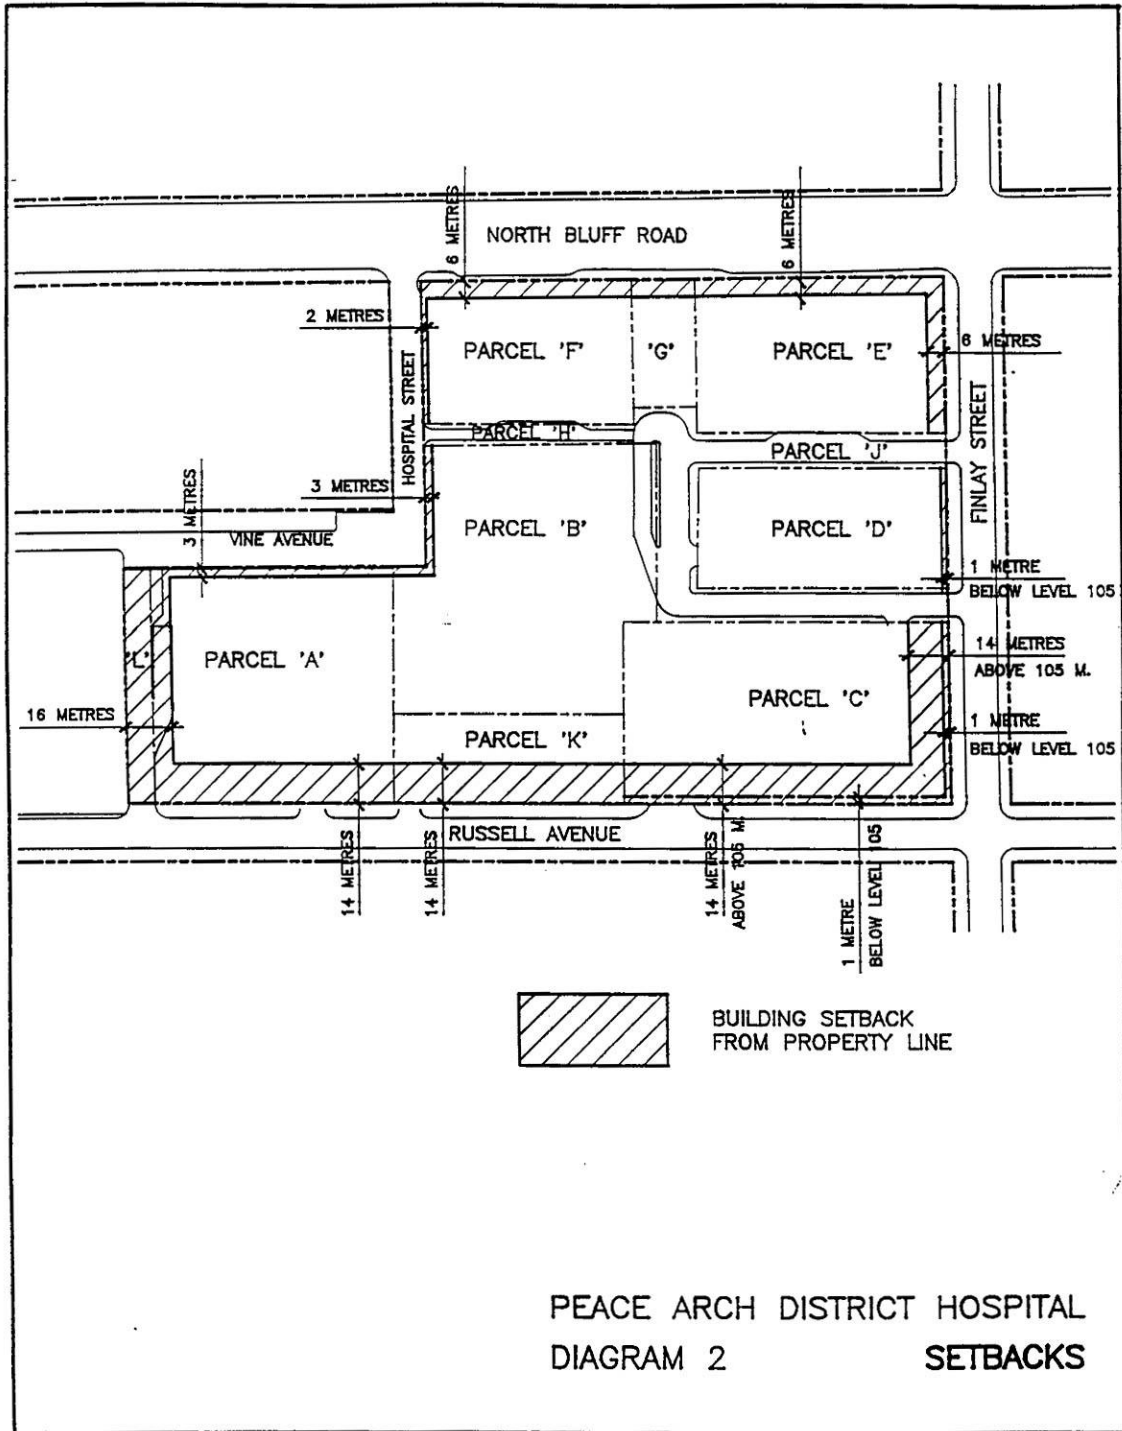 6 METRES
6 METRES
NORTH BLUFF ROAD
2 METRES
PARCEL 'F'
'G'
PARCEL 'E'
6 METRES
HOSPITAL STREET
PARCEL 'H'
PARCEL 'J'
FINLAY STREET
3 METRES
3 METRES
VINE AVENUE
PARCEL 'B'
PARCEL 'D'
1 METRE
BELOW LEVEL 105
'L'
PARCEL 'A'
14 METRES
ABOVE 105 M.
PARCEL 'C'
16 METRES
PARCEL 'K'
1 METRE
BELOW LEVEL 105
RUSSELL AVENUE
14 METRES
14 METRES
14 METRES
ABOVE 105 M.
1 METRE
BELOW LEVEL 105
BUILDING SETBACK
FROM PROPERTY LINE
PEACE ARCH DISTRICT HOSPITAL
DIAGRAM 2 SETBACKS